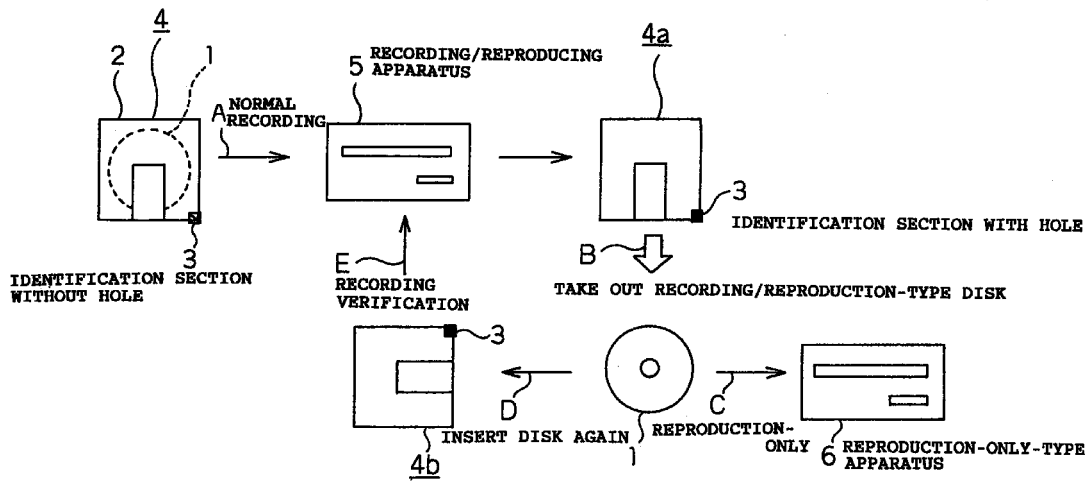 4
2
1
A NORMAL
RECORDING
5 RECORDING/REPRODUCING
APPARATUS
4a
3
IDENTIFICATION SECTION
WITHOUT HOLE
3
IDENTIFICATION SECTION WITH HOLE
B
TAKE OUT RECORDING/REPRODUCTION-TYPE DISK
E
RECORDING
VERIFICATION
3
D
INSERT DISK AGAIN
4b
1
C
REPRODUCTION-
ONLY
6 REPRODUCTION-ONLY-TYPE
APPARATUS